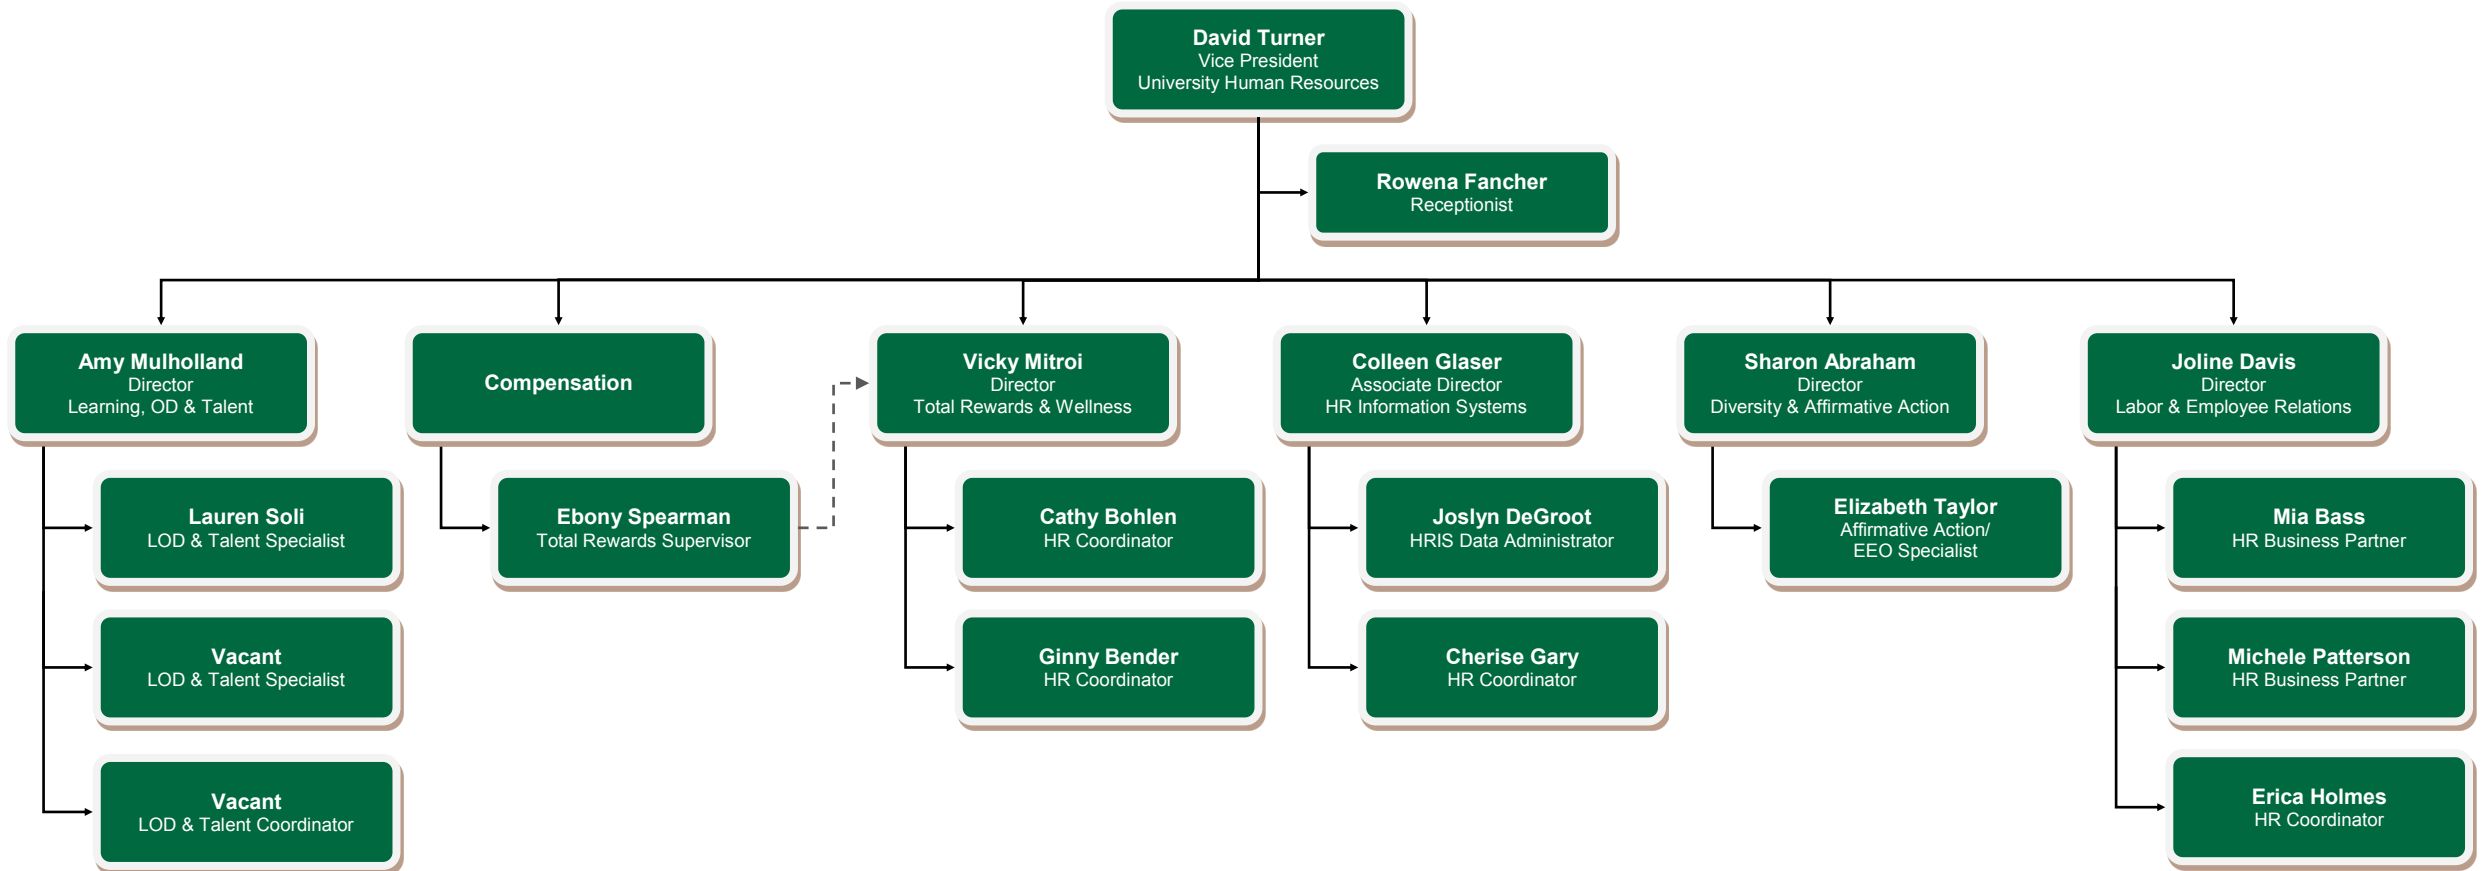 David Turner
Vice President
University Human Resources
Rowena Fancher
Receptionist
Amy Mulholland
Director
Learning, OD & Talent
Compensation
Vicky Mitroi
Director
Total Rewards & Wellness
Colleen Glaser
Associate Director
HR Information Systems
Sharon Abraham
Director
Diversity & Affirmative Action
Joline Davis
Director
Labor & Employee Relations
Lauren Soli
LOD & Talent Specialist
Ebony Spearman
Total Rewards Supervisor
Cathy Bohlen
HR Coordinator
Joslyn DeGroot
HRIS Data Administrator
Elizabeth Taylor
Affirmative Action/
EEO Specialist
Mia Bass
HR Business Partner
Vacant
LOD & Talent Specialist
Ginny Bender
HR Coordinator
Cherise Gary
HR Coordinator
Michele Patterson
HR Business Partner
Vacant
LOD & Talent Coordinator
Erica Holmes
HR Coordinator